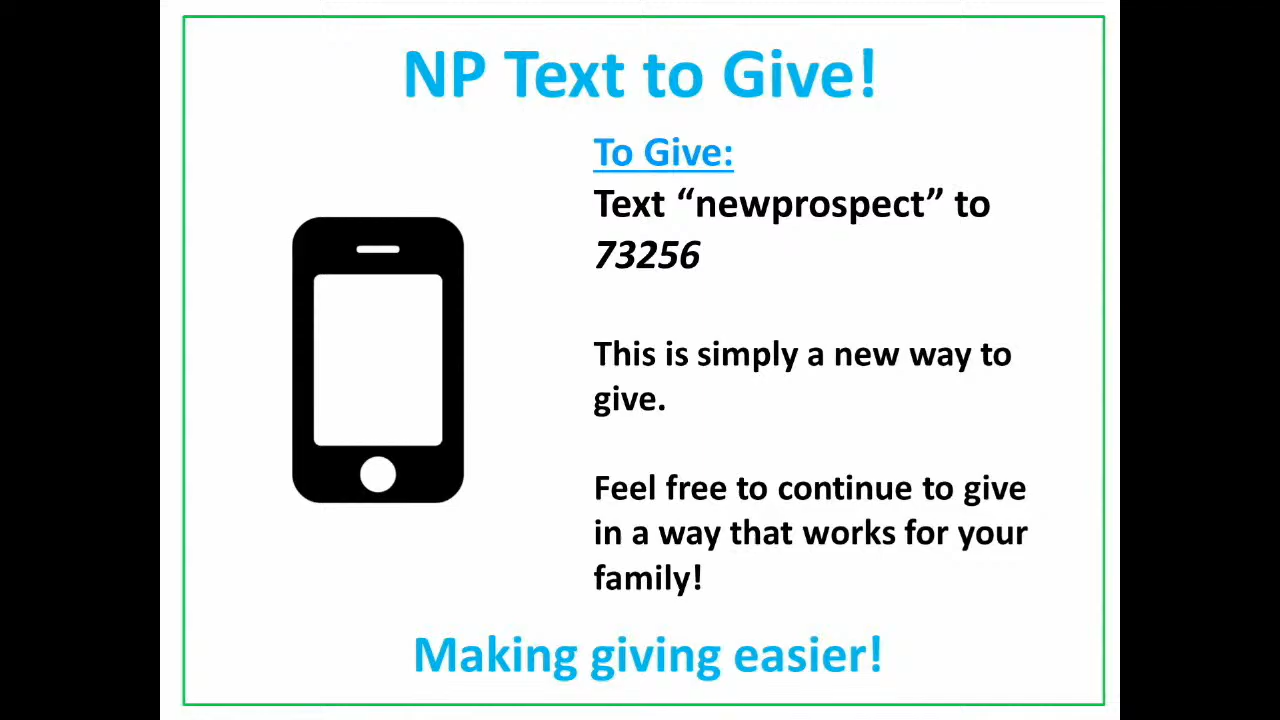 NP Text to Give!
To Give:
Text “newprospect” to
73256
This is simply a new way to
give.
Feel free to continue to give
in a way that works for your
family!
Making giving easier!